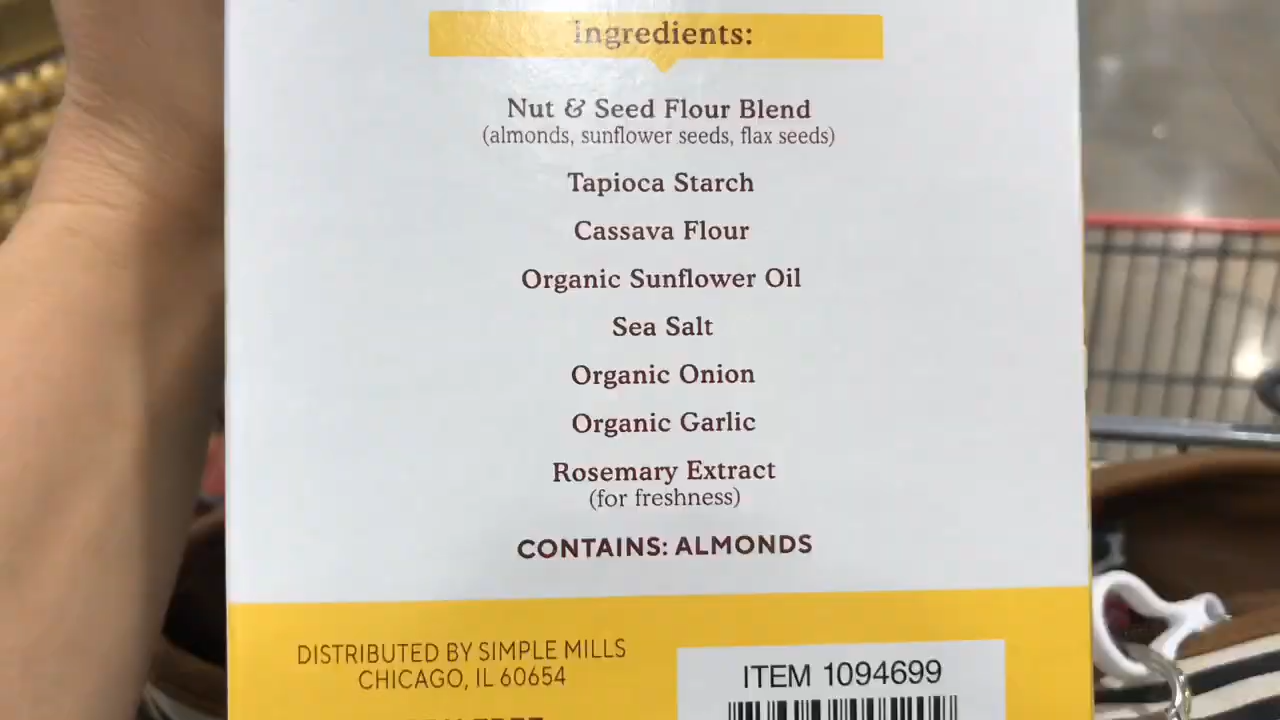 Ingredients:
Nut & Seed Flour Blend
(almonds, sunflower seeds, flax seeds)
Tapioca Starch
Cassava Flour
Organic Sunflower Oil
Sea Salt
Organic Onion
Organic Garlic
Rosemary Extract
(for freshness)
CONTAINS: ALMONDS
DISTRIBUTED BY SIMPLE MILLS
CHICAGO, IL 60654
ITEM 1094699